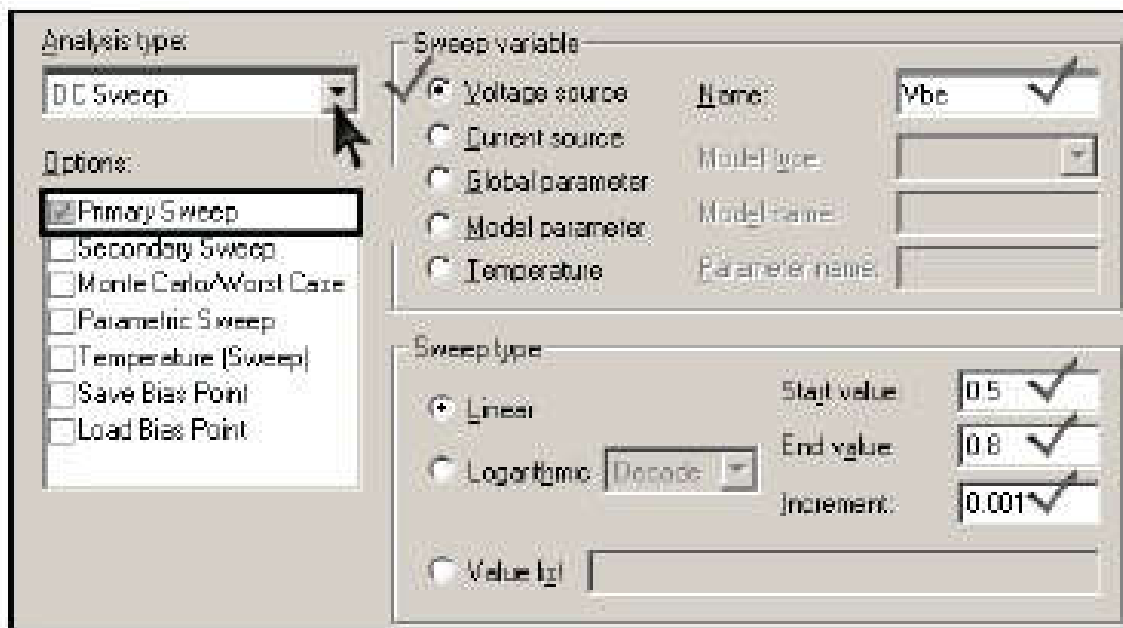 Analysis type:
DC Sweep
Options:
Primary Sweep
Secondary Sweep
Monte Carlo/Worst Case
Parametric Sweep
Temperature (Sweep)
Save Bias Point
Load Bias Point
Sweep variable
Voltage source
Current source
Global parameter
Model parameter
Temperature
Name:
Vbe
Model type:
Model name:
Parameter name:
Sweep type
Linear
Logarithmic
Decade
Value list
Start value:
0.5
End value:
0.8
Increment:
0.001